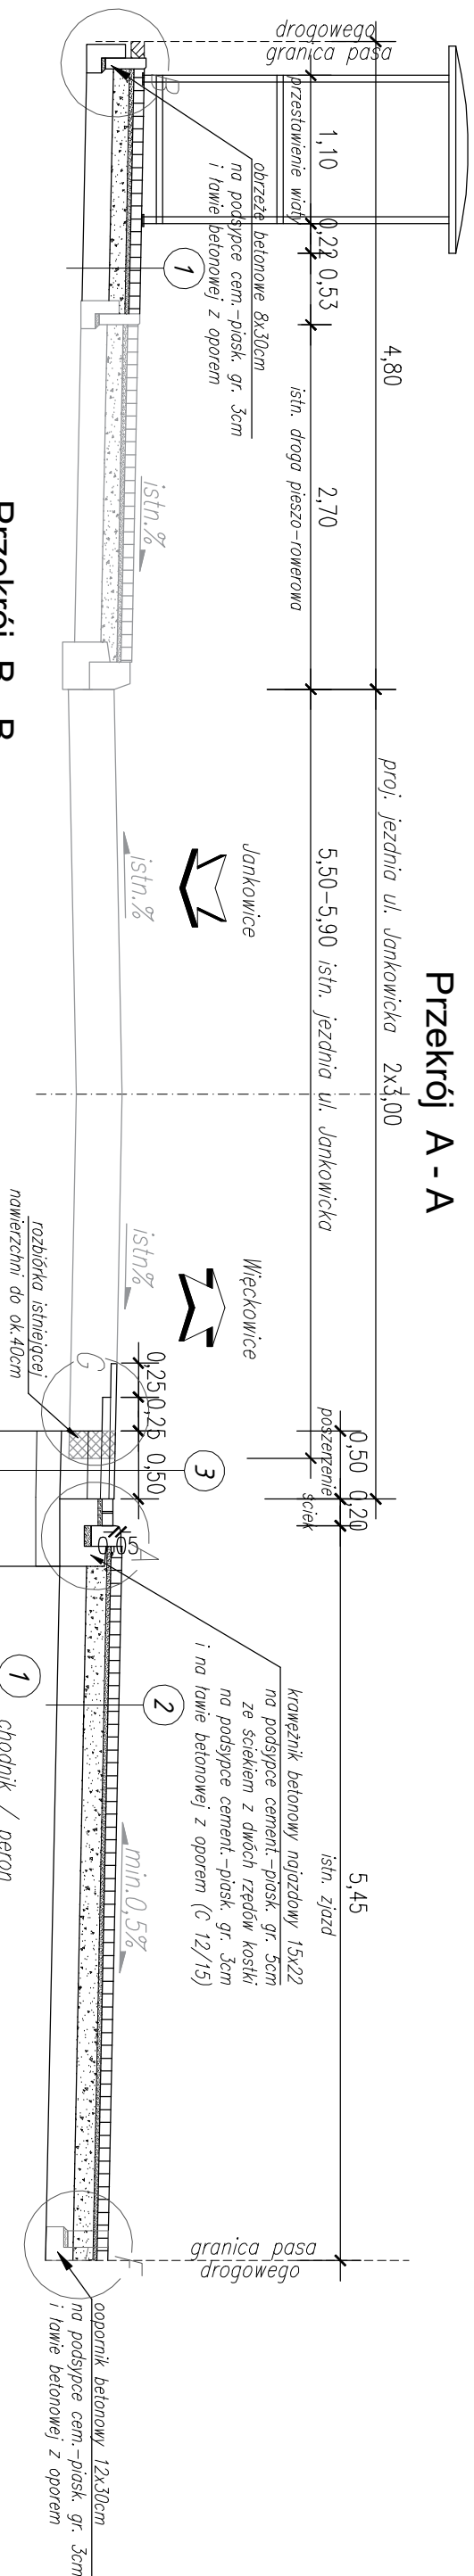 Przekrój A - A
drogowego
granica pasa
4,80
proj. jezdnia ul. Jankowicka 2x3,00
1,10
0,22
0,53
2,70
5,50-5,90 istn. jezdnia ul. Jankowicka
przestawienie wiaty
istn. droga pieszo-rowerowa
0,50
0,20
5,45
poszerzenie
ściek
istn. zjazd
granica pasa
drogowego
B
obrzeże betonowe 8x30cm
na podsypce cem.-piask. gr. 3cm
i ławie betonowej z oporem
1
istn.%
Jankowice
istn.%
Więckowice
istn%
0,25
0,25
0,50
G
3
rozbiórka istniejącej
nawierzchni do ok.40cm
0,05
A
krawężnik betonowy najazdowy 15x22
na podsypce cement.-piask. gr. 5cm
ze ściekiem z dwóch rzędów kostki
na podsypce cement.-piask. gr. 3cm
i na ławie betonowej z oporem (C 12/15)
2
min.0,5%
F
oopornik betonowy 12x30cm
na podsypce cem.-piask. gr. 3cm
i ławie betonowej z oporem
1 chodnik / peron
Przekrój B - B